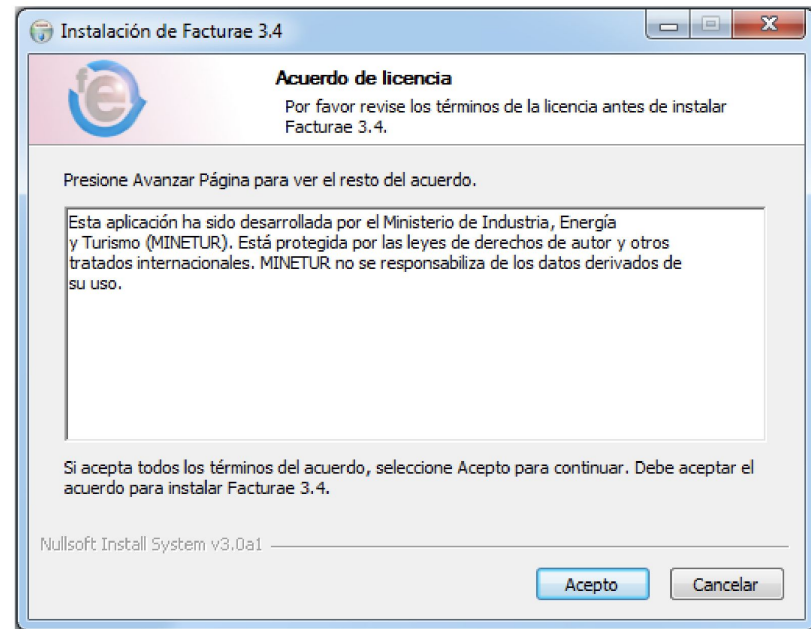 Instalación de Facturae 3.4
Acuerdo de licencia
Por favor revise los términos de la licencia antes de instalar
Facturae 3.4.
Presione Avanzar Página para ver el resto del acuerdo.
Esta aplicación ha sido desarrollada por el Ministerio de Industria, Energía
y Turismo (MINETUR). Está protegida por las leyes de derechos de autor y otros
tratados internacionales. MINETUR no se responsabiliza de los datos derivados de
su uso.
Si acepta todos los términos del acuerdo, seleccione Acepto para continuar. Debe aceptar el
acuerdo para instalar Facturae 3.4.
Nullsoft Install System v3.0a1
Acepto
Cancelar